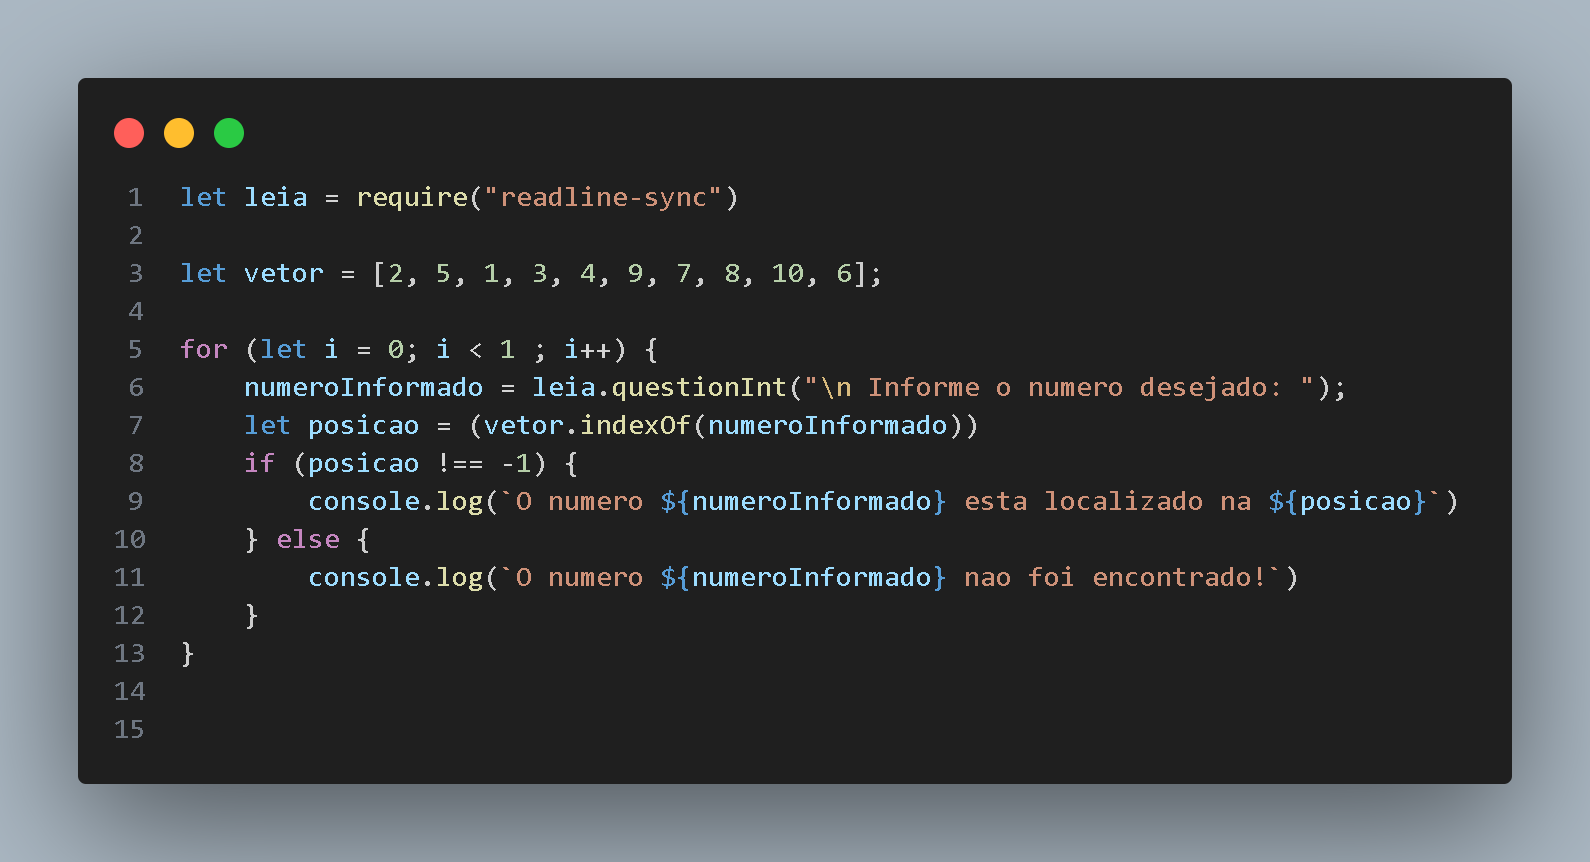 1 let leia = require("readline-sync")
2
3 let vetor = [2, 5, 1, 3, 4, 9, 7, 8, 10, 6];
4
5 for (let i = 0; i < 1 ; i++) {
6     numeroInformado = leia.questionInt("\n Informe o numero desejado: ");
7     let posicao = (vetor.indexOf(numeroInformado))
8     if (posicao !== -1) {
9         console.log(`O numero ${numeroInformado} esta localizado na ${posicao}`)
10     } else {
11         console.log(`O numero ${numeroInformado} nao foi encontrado!`)
12     }
13 }
14
15